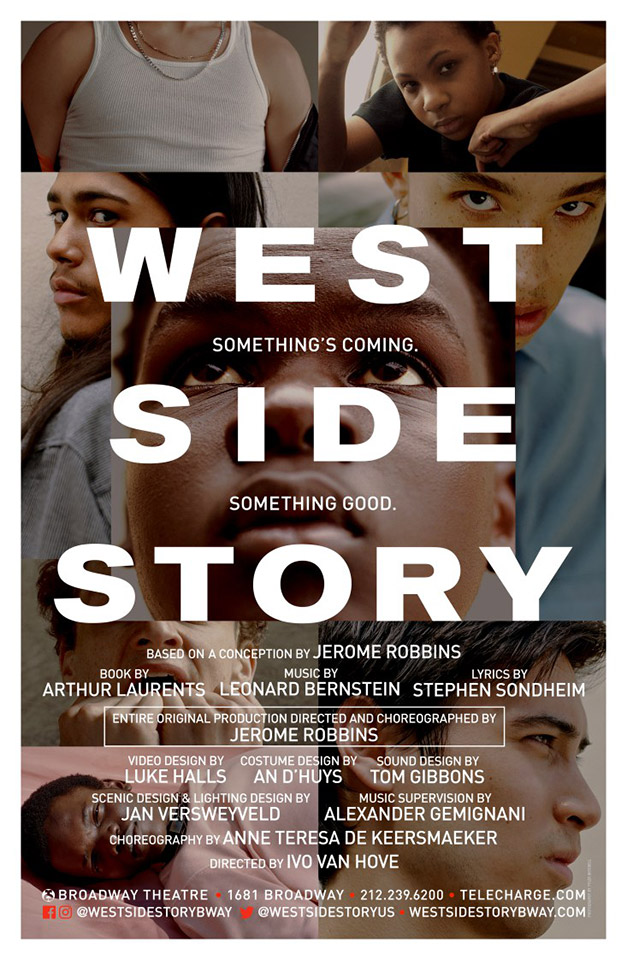 WEST
SOMETHING'S COMING.
SIDE
SOMETHING GOOD.
STORY
BASED ON A CONCEPTION BY JEROME ROBBINS
BOOK BY MUSIC BY LYRICS BY
ARTHUR LAURENTS LEONARD BERNSTEIN STEPHEN SONDHEIM
ENTIRE ORIGINAL PRODUCTION DIRECTED AND CHOREOGRAPHED BY
JEROME ROBBINS
VIDEO DESIGN BY COSTUME DESIGN BY SOUND DESIGN BY
LUKE HALLS AN D'HUYS TOM GIBBONS
SCENIC DESIGN & LIGHTING DESIGN BY MUSIC SUPERVISION BY
JAN VERSWEYVELD ALEXANDER GEMIGNANI
CHOREOGRAPHY BY ANNE TERESA DE KEERSMAEKER
DIRECTED BY IVO VAN HOVE
BROADWAY THEATRE • 1681 BROADWAY • 212.239.6200 • TELECHARGE.COM
@WESTSIDESTORYBWAY @WESTSIDESTORYUS • WESTSIDESTORYBWAY.COM